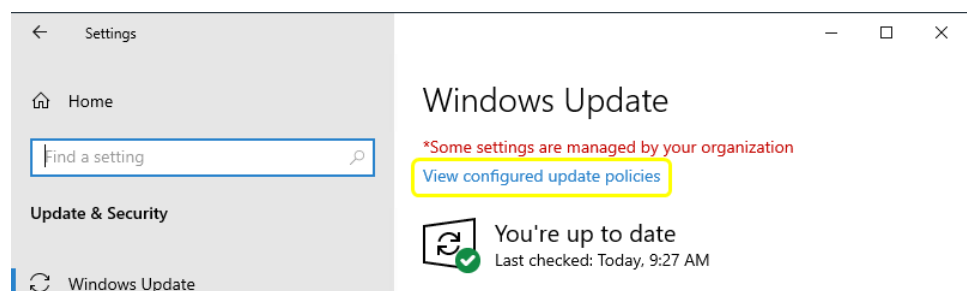 Settings
Home
Find a setting
Update & Security
Windows Update
Windows Update
*Some settings are managed by your organization
View configured update policies
You're up to date
Last checked: Today, 9:27 AM